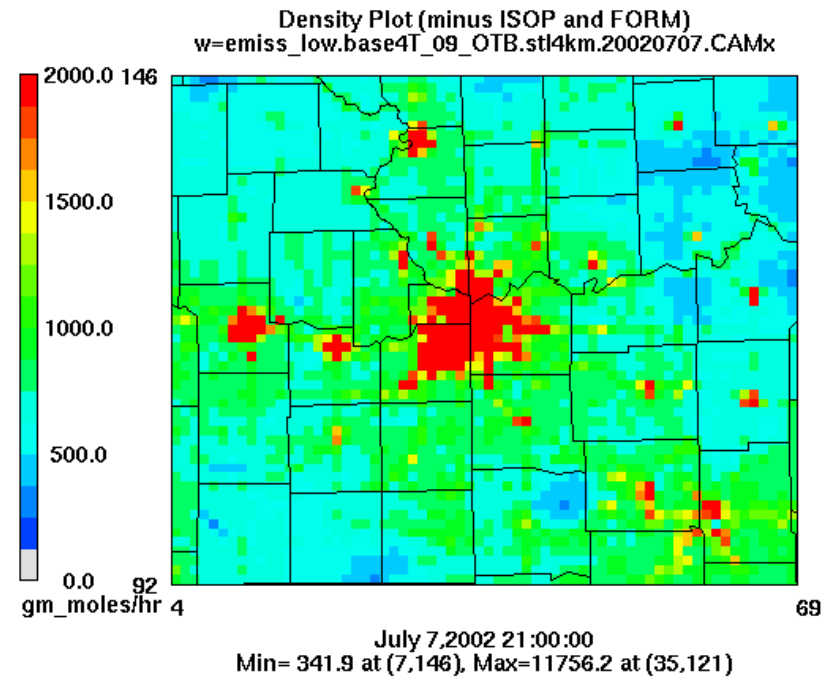 Density Plot (minus ISOP and FORM)
w=emiss_low.base4T_09_OTB.stl4km.20020707.CAMx
2000.0
146
1500.0
1000.0
500.0
0.0
92
gm_moles/hr
4
69
July 7,2002 21:00:00
Min= 341.9 at (7,146), Max=11756.2 at (35,121)